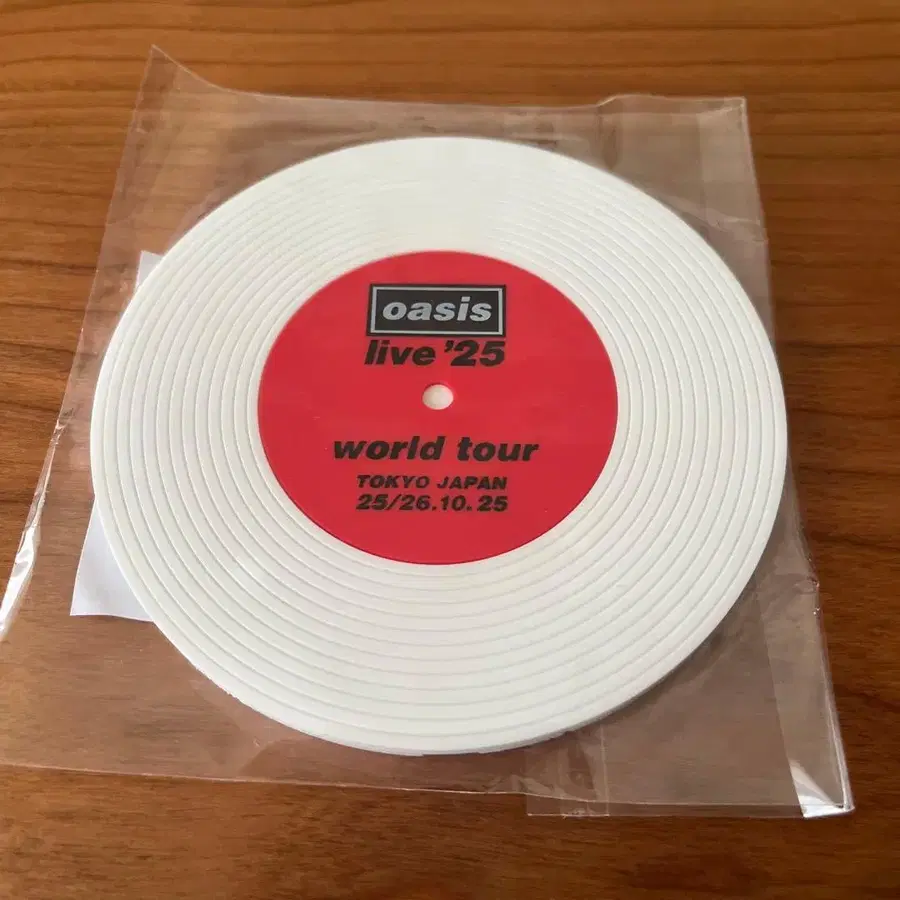 oasis
live '25
world tour
TOKYO JAPAN
25/26.10.25